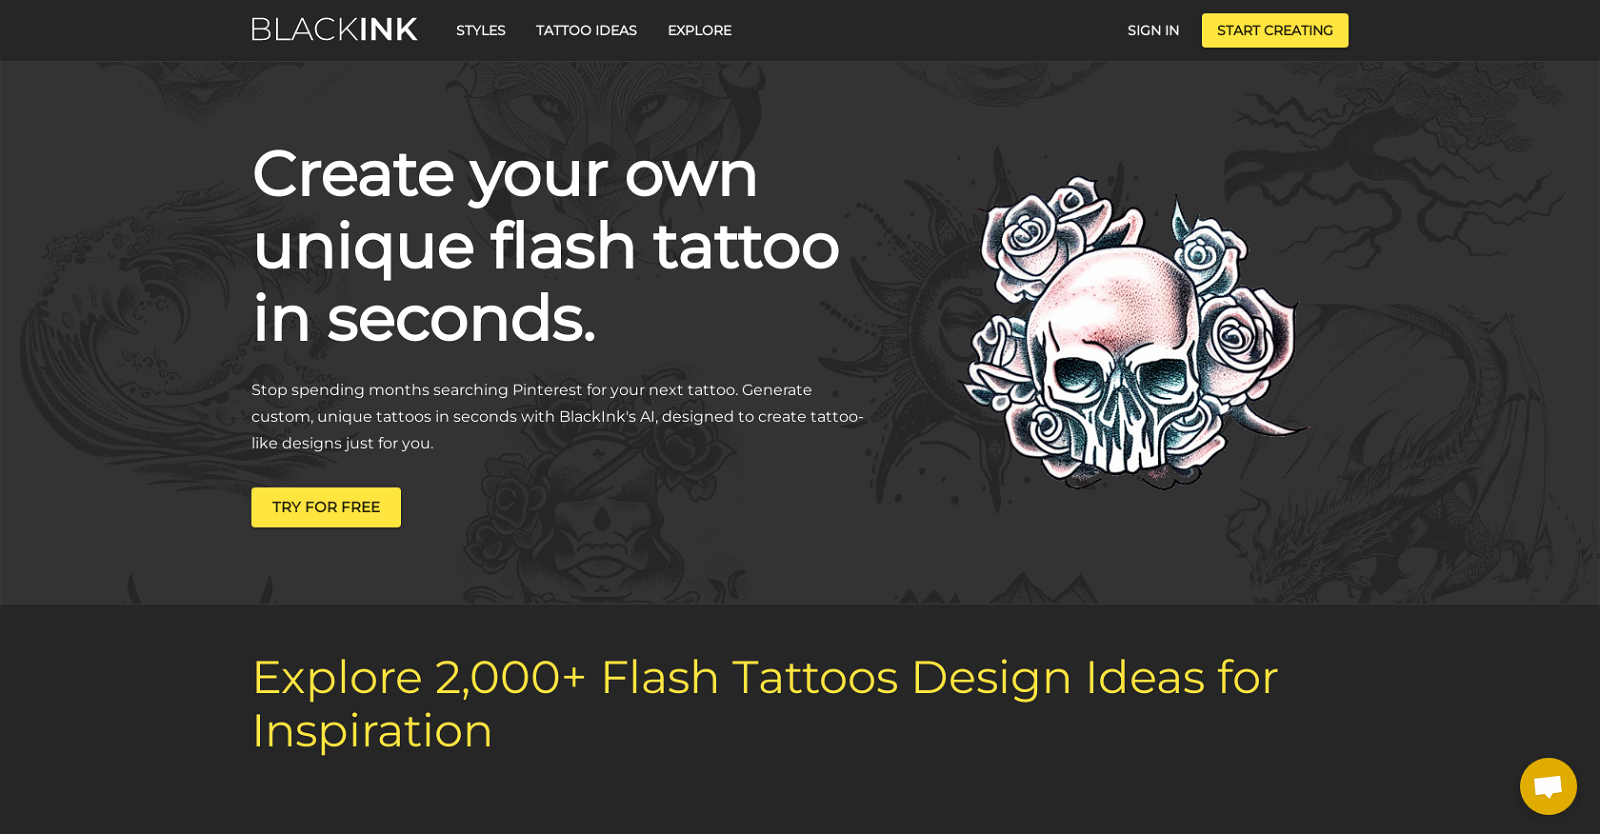 BLACKINK
STYLES
TATTOO IDEAS
EXPLORE
SIGN IN
START CREATING
Create your own
unique flash tattoo
in seconds.
Stop spending months searching Pinterest for your next tattoo. Generate
custom, unique tattoos in seconds with BlackInk's AI, designed to create tattoo-
like designs just for you.
TRY FOR FREE
Explore 2,000+ Flash Tattoos Design Ideas for
Inspiration